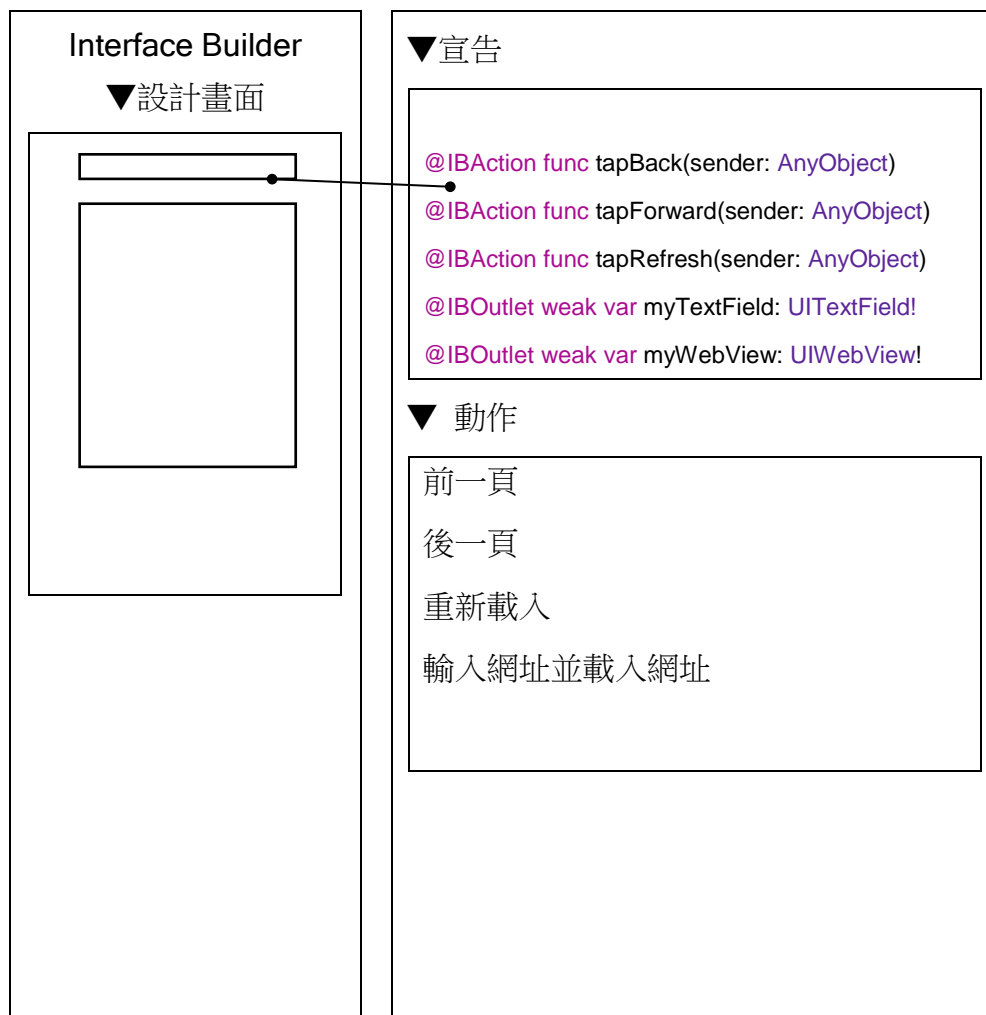 Interface Builder
▼設計畫面
▼宣告
@IBAction func tapBack(sender: AnyObject)
@IBAction func tapForward(sender: AnyObject)
@IBAction func tapRefresh(sender: AnyObject)
@IBOutlet weak var myTextField: UITextField!
@IBOutlet weak var myWebView: UIWebView!
▼ 動作
前一頁
後一頁
重新載入
輸入網址並載入網址